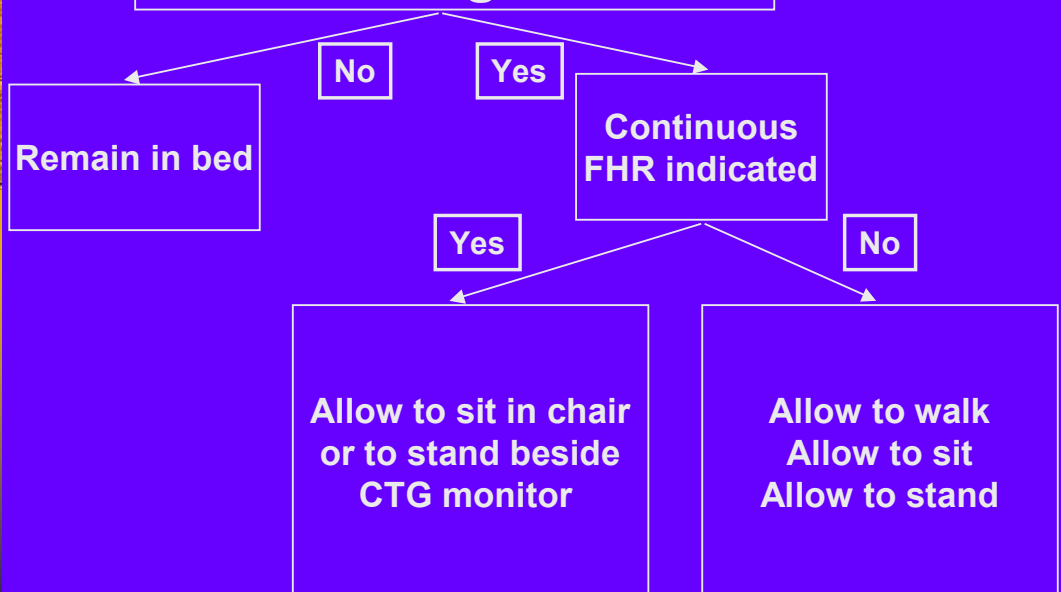 No
Yes
Remain in bed
Continuous
FHR indicated
Yes
No
Allow to sit in chair
or to stand beside
CTG monitor
Allow to walk
Allow to sit
Allow to stand